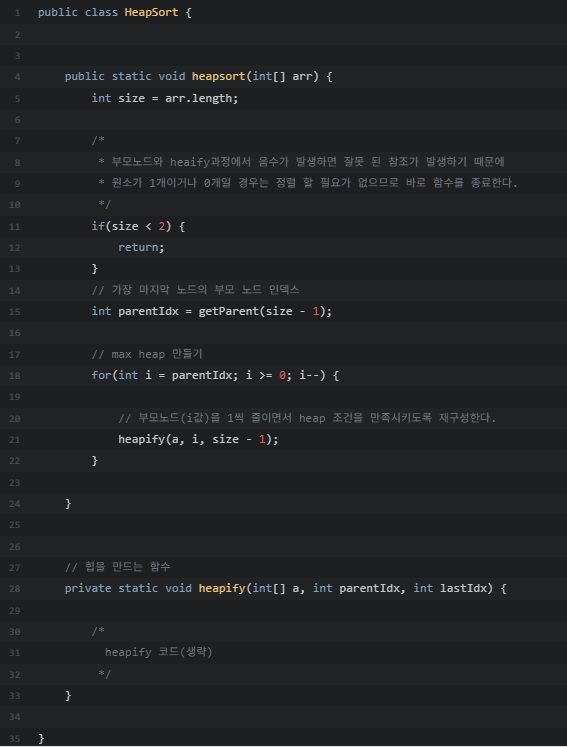 1 public class HeapSort {
2
3
4 public static void heapsort(int[] arr) {
5 int size = arr.length;
6
7 /*
8 * 부모노드와 heaify과정에서 음수가 발생하면 잘못 된 참조가 발생하기 때문에
9 * 원소가 1개이거나 0개일 경우는 정렬 할 필요가 없으므로 바로 함수를 종료한다.
10 */
11 if(size < 2) {
12 return;
13 }
14 // 가장 마지막 노드의 부모 노드 인덱스
15 int parentIdx = getParent(size - 1);
16
17 // max heap 만들기
18 for(int i = parentIdx; i >= 0; i--) {
19
20 // 부모노드(i값)을 1씩 줄이면서 heap 조건을 만족시키도록 재구성한다.
21 heapify(a, i, size - 1);
22 }
23
24 }
25
26
27 // 힙을 만드는 함수
28 private static void heapify(int[] a, int parentIdx, int lastIdx) {
29
30 /*
31 heapify 코드(생략)
32 */
33 }
34
35 }